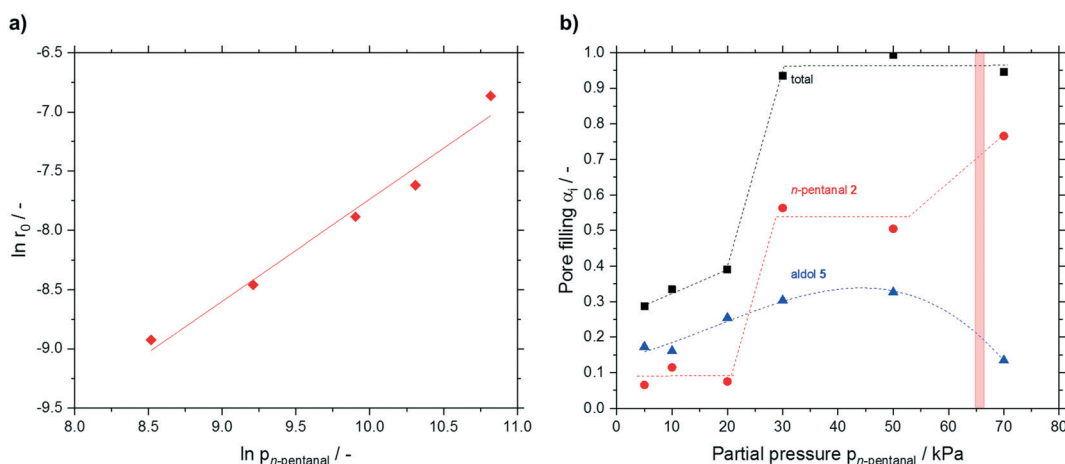 a)
-6.5
-7.0
-7.5
-8.0
-8.5
-9.0
-9.5
ln r0 / -
8.0 8.5 9.0 9.5 10.0 10.5 11.0
ln pn-pentanal / -
b)
1.0
0.9
0.8
0.7
0.6
0.5
0.4
0.3
0.2
0.1
0.0
Pore filling αi / -
total
n-pentanal 2
aldol 5
0 10 20 30 40 50 60 70 80
Partial pressure pn-pentanal / kPa